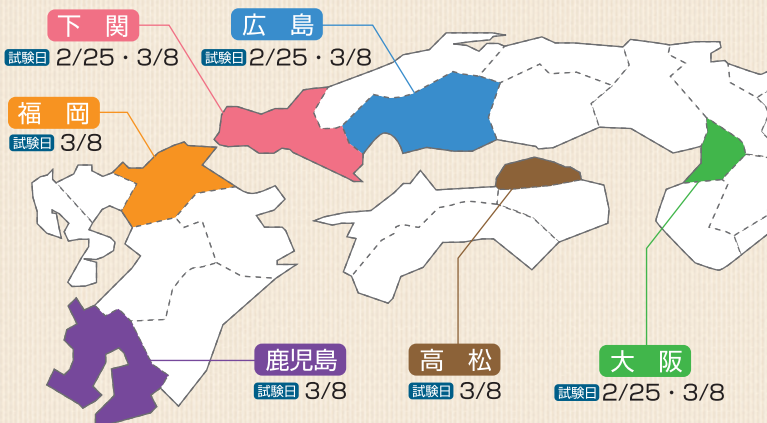 下 関
試験日 2/25・3/8
広 島
試験日 2/25・3/8
福 岡
試験日 3/8
鹿児島
試験日 3/8
高 松
試験日 3/8
大 阪
試験日 2/25・3/8